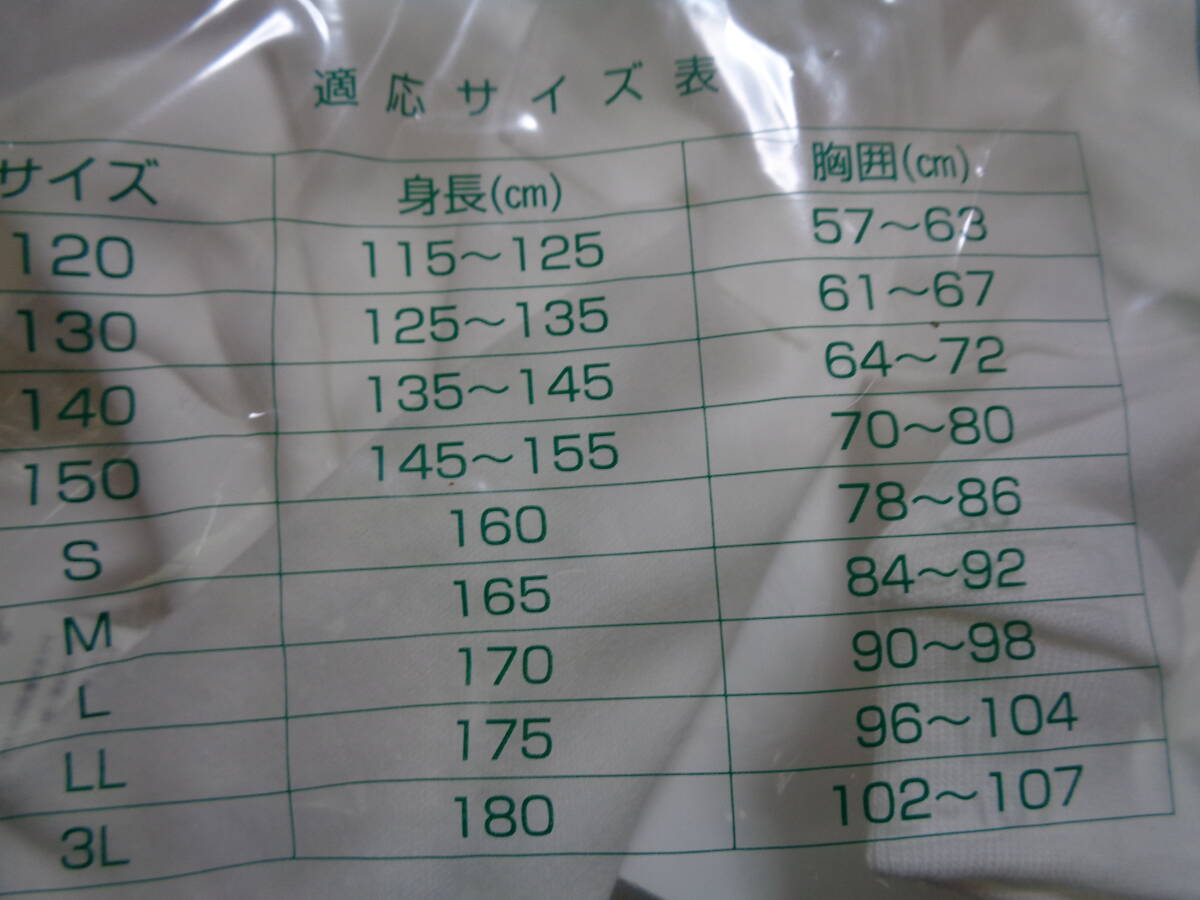 適応サイズ表
サイズ 身長(cm) 胸囲(cm)
120 115～125 57～63
130 125～135 61～67
140 135～145 64～72
150 145～155 70～80
S 160 78～86
M 165 84～92
L 170 90～98
LL 175 96～104
3L 180 102～107